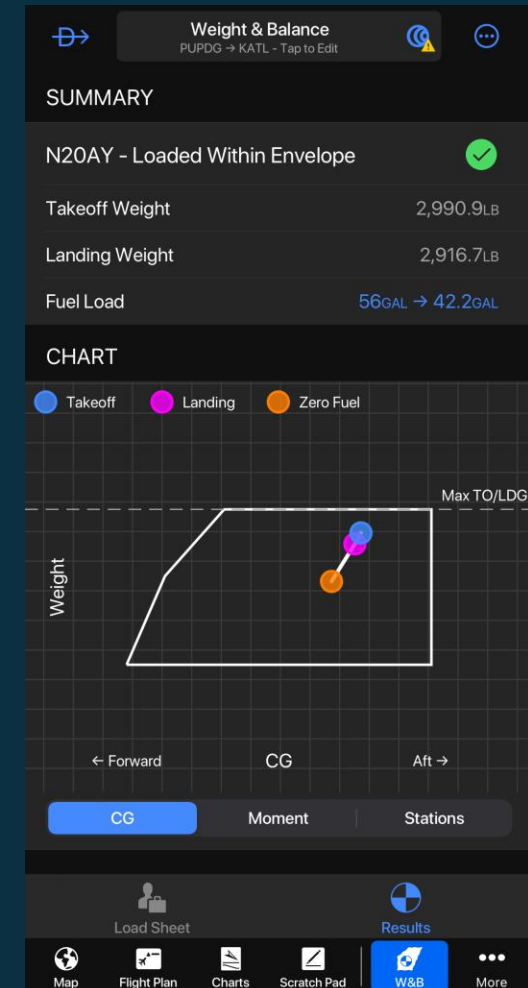 Weight & Balance
PUPDG → KATL - Tap to Edit
SUMMARY
N20AY - Loaded Within Envelope
Takeoff Weight 2,990.9LB
Landing Weight 2,916.7LB
Fuel Load 56GAL → 42.2GAL
CHART
Takeoff Landing Zero Fuel
Max TO/LDG
Weight
← Forward CG Aft →
CG Moment Stations
Load Sheet Results
Map Flight Plan Charts Scratch Pad W&B More